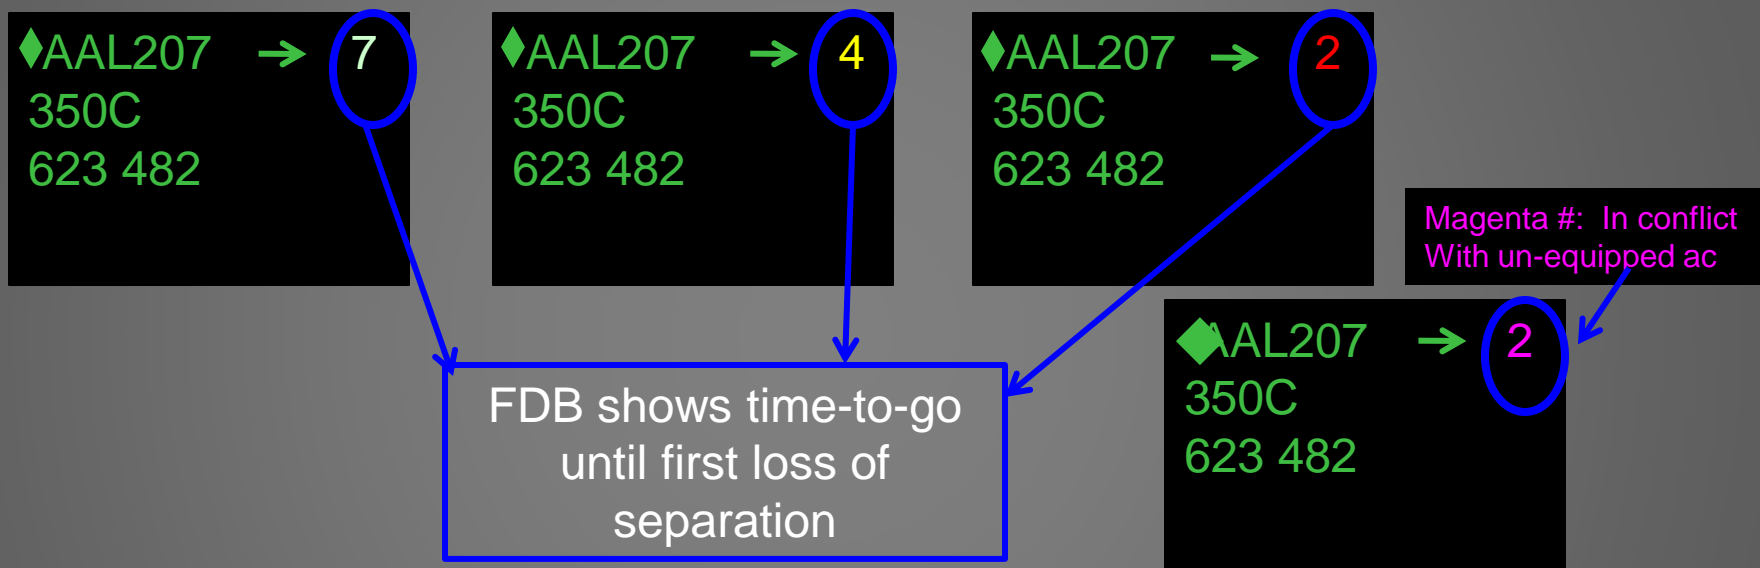 AAL207 → 7
350C
623 482
AAL207 → 4
350C
623 482
AAL207 → 2
350C
623 482
Magenta #: In conflict
With un-equipped ac
AAL207 → 2
350C
623 482
FDB shows time-to-go
until first loss of
separation